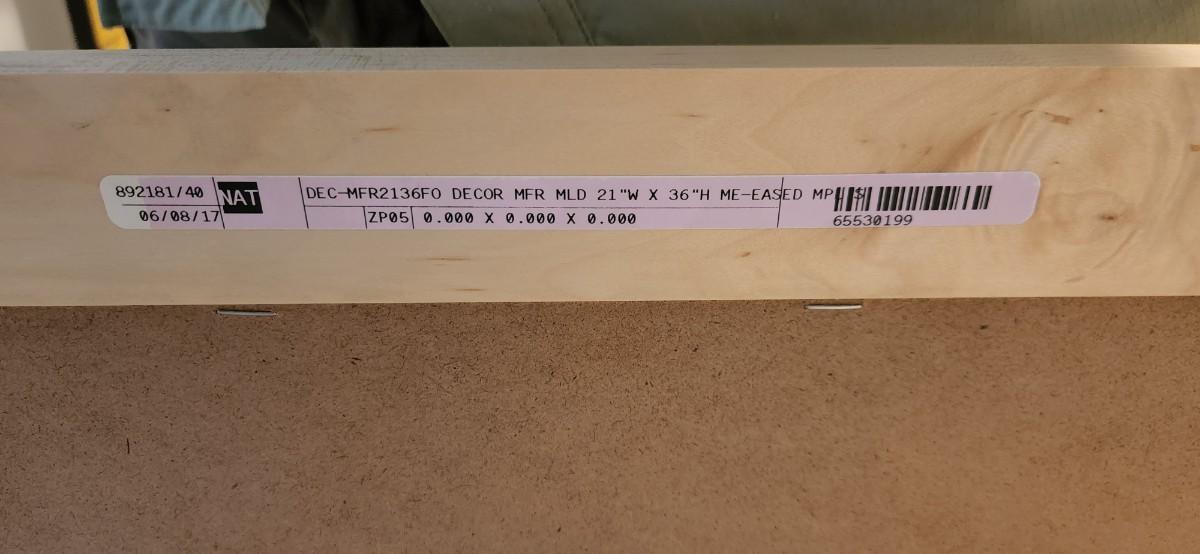 892181/40 NAT DEC-MFR2136FO DECOR MFR MLD 21"W X 36"H ME-EASED
06/08/17 ZP05 0.000 X 0.000 X 0.000 65530199